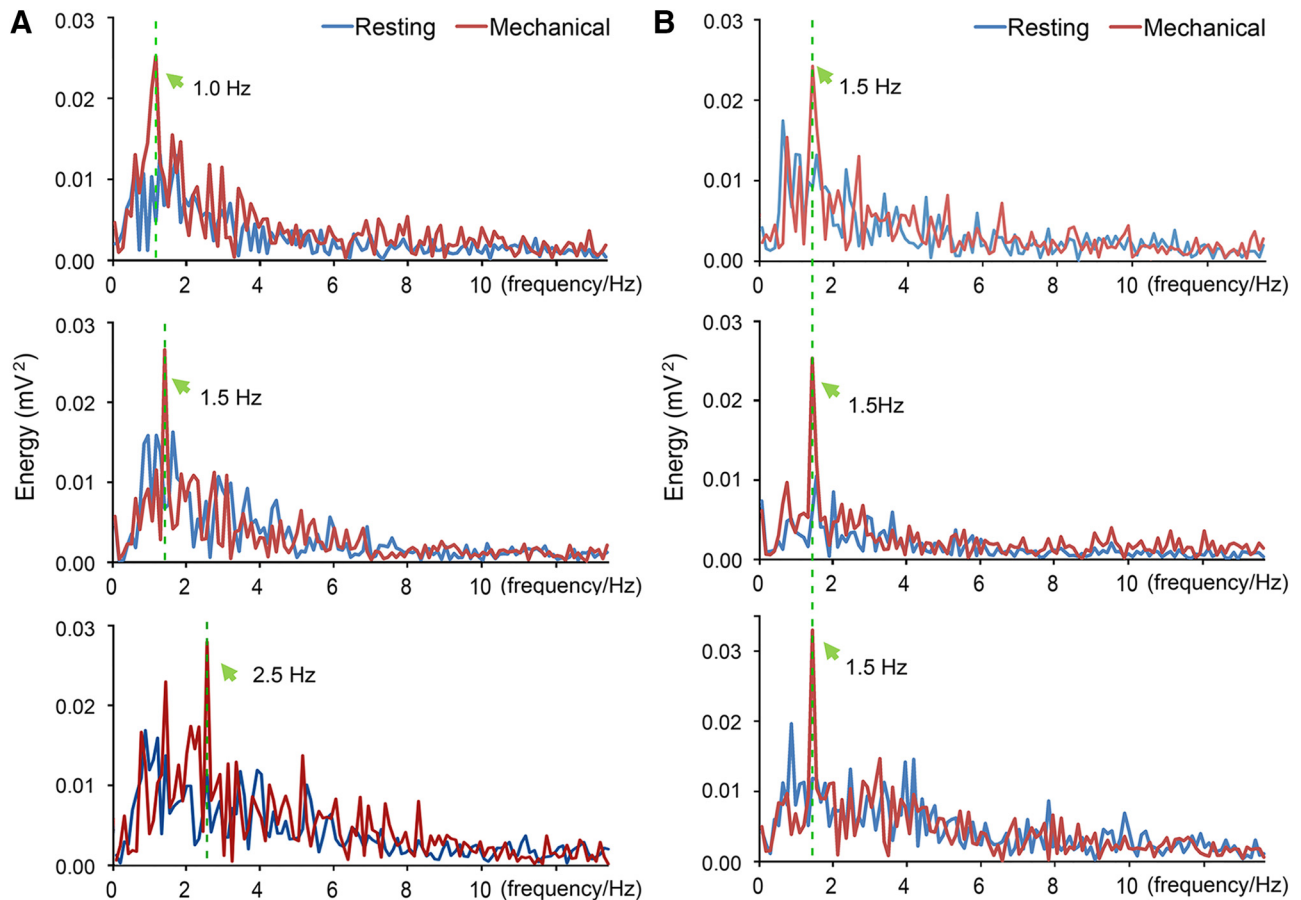 A
Resting Mechanical
0.03
0.02
0.01
0.00
1.0 Hz
0 2 4 6 8 10 (frequency/Hz)
0.03
0.02
0.01
0.00
Energy (mV²)
1.5 Hz
0 2 4 6 8 10 (frequency/Hz)
0.03
0.02
0.01
0.00
2.5 Hz
0 2 4 6 8 10 (frequency/Hz)
B
Resting Mechanical
0.03
0.02
0.01
0.00
1.5 Hz
0 2 4 6 8 10 (frequency/Hz)
0.03
0.02
0.01
0.00
Energy (mV²)
1.5Hz
0 2 4 6 8 10 (frequency/Hz)
0.03
0.02
0.01
0.00
1.5 Hz
0 2 4 6 8 10 (frequency/Hz)